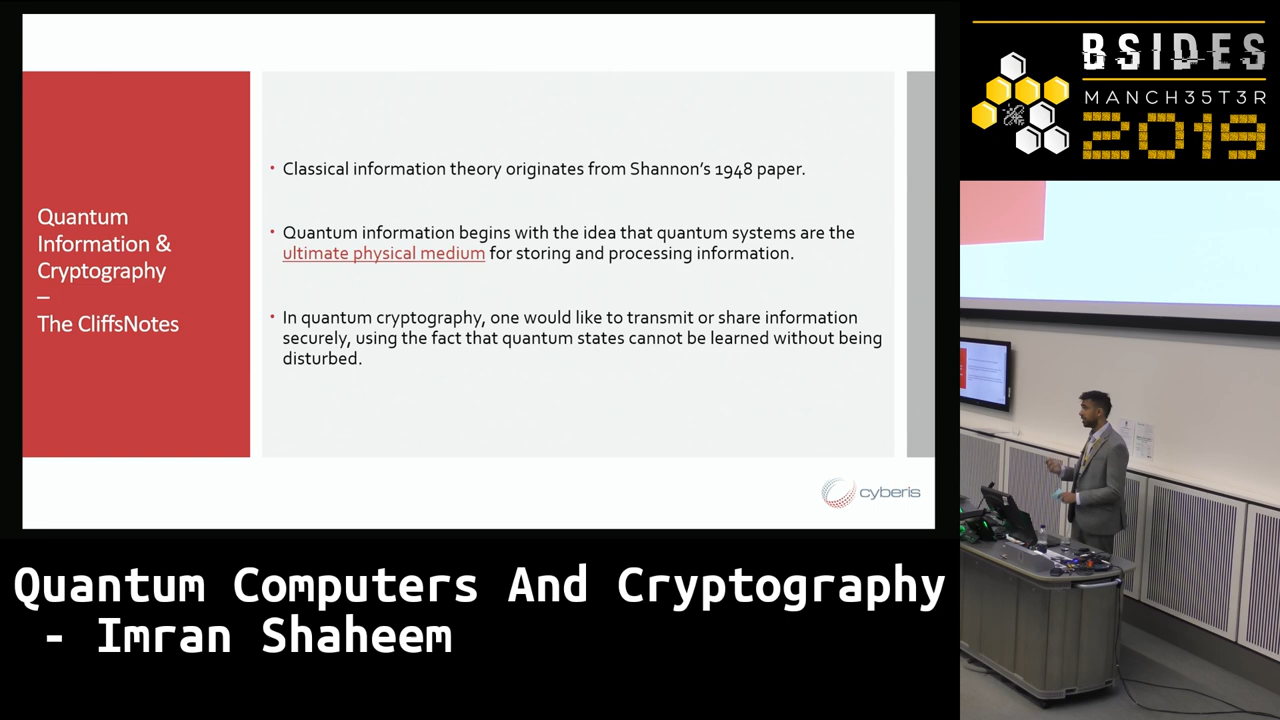 Quantum
Information &
Cryptography
–
The CliffsNotes
• Classical information theory originates from Shannon's 1948 paper.
• Quantum information begins with the idea that quantum systems are the
ultimate physical medium for storing and processing information.
• In quantum cryptography, one would like to transmit or share information
securely, using the fact that quantum states cannot be learned without being
disturbed.
cyberis
BSIDES
MANCH35T3R
2019
Quantum Computers And Cryptography
- Imran Shaheem